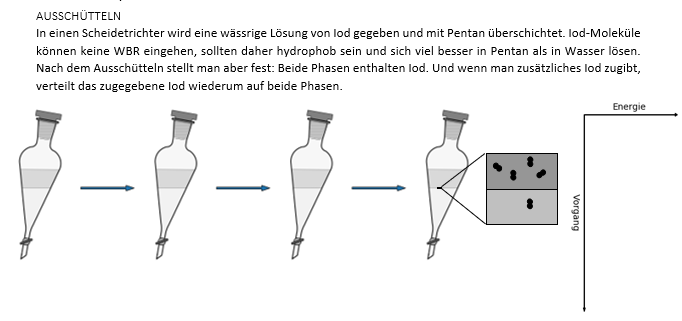 AUSSCHÜTTELN
In einen Scheidetrichter wird eine wässrige Lösung von Iod gegeben und mit Pentan überschichtet. Iod-Moleküle
können keine WBR eingehen, sollten daher hydrophob sein und sich viel besser in Pentan als in Wasser lösen.
Nach dem Ausschütteln stellt man aber fest: Beide Phasen enthalten Iod. Und wenn man zusätzliches Iod zugibt,
verteilt das zugegebene Iod wiederum auf beide Phasen.
Energie
Vorgang